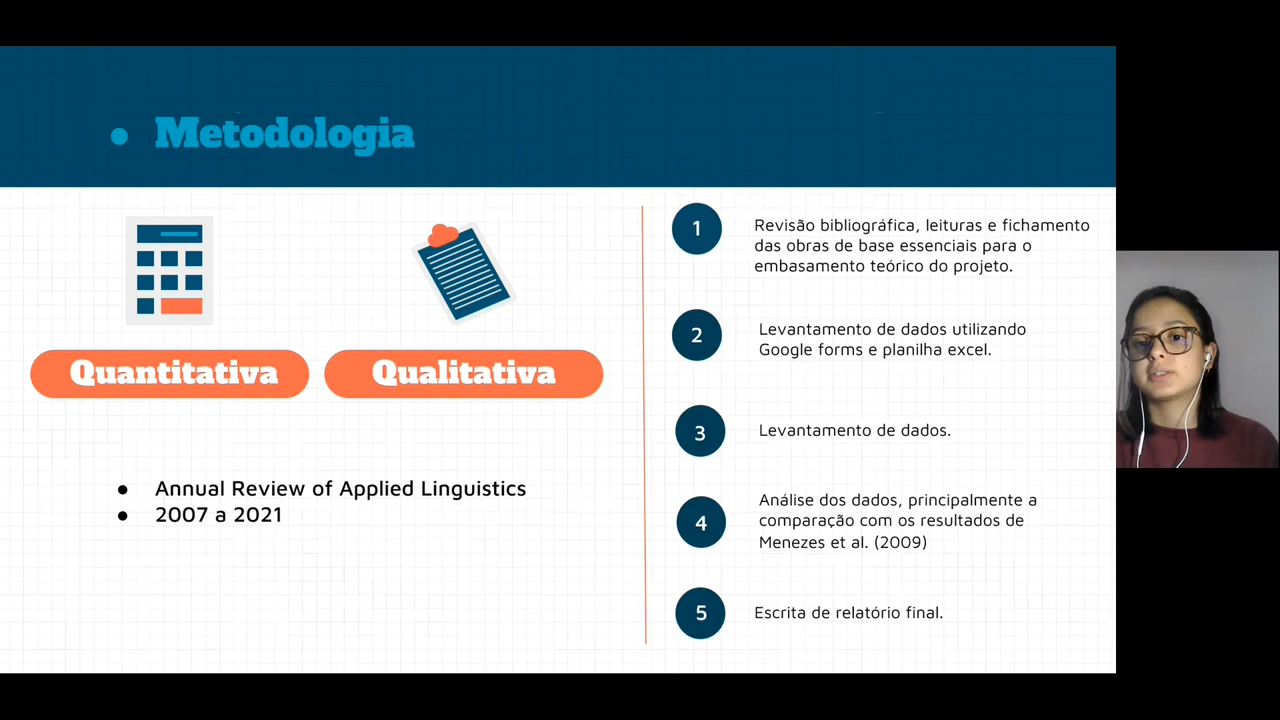 ● Metodologia
Quantitativa
Qualitativa
● Annual Review of Applied Linguistics
● 2007 a 2021
1
Revisão bibliográfica, leituras e fichamento
das obras de base essenciais para o
embasamento teórico do projeto.
2
Levantamento de dados utilizando
Google forms e planilha excel.
3
Levantamento de dados.
4
Análise dos dados, principalmente a
comparação com os resultados de
Menezes et al. (2009)
5
Escrita de relatório final.